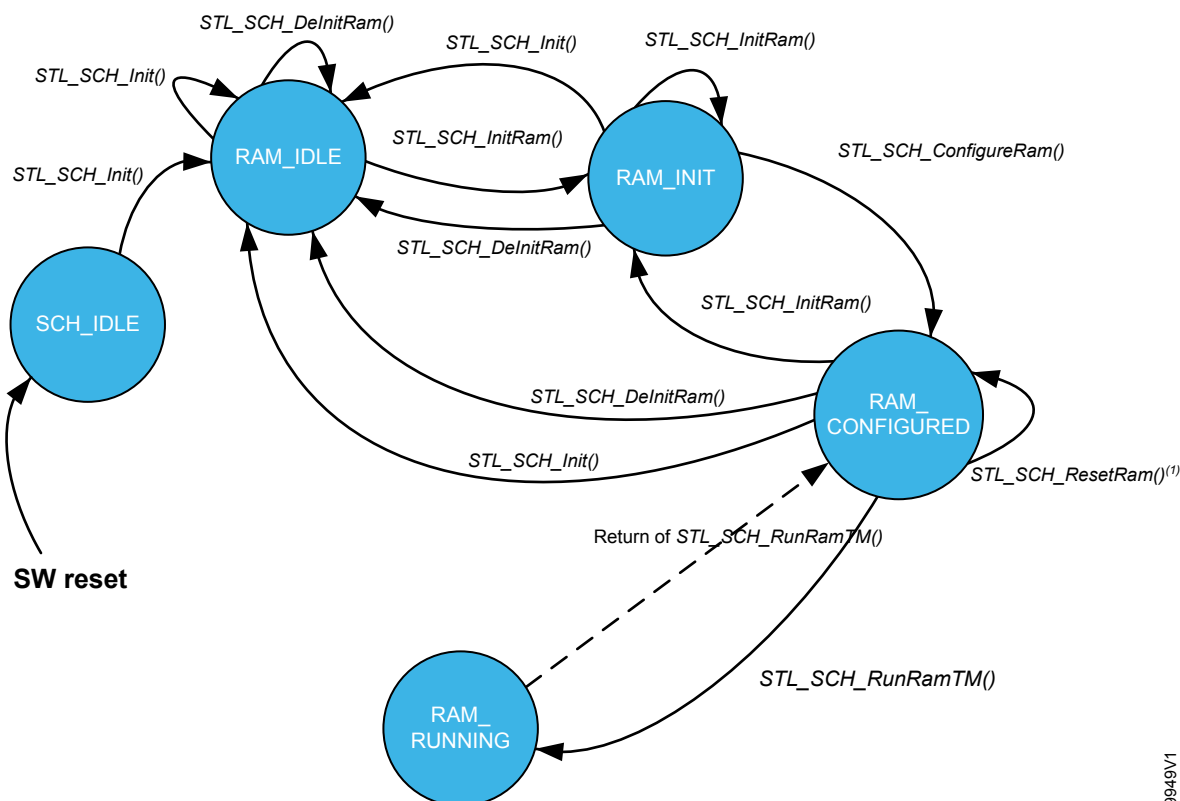 STL_SCH_DeInitRam()
STL_SCH_Init()
STL_SCH_InitRam()
STL_SCH_Init()
STL_SCH_InitRam()
STL_SCH_ConfigureRam()
RAM_IDLE
STL_SCH_Init()
RAM_INIT
STL_SCH_DeInitRam()
STL_SCH_InitRam()
SCH_IDLE
STL_SCH_DeInitRam()
RAM_
CONFIGURED
STL_SCH_Init()
STL_SCH_ResetRam()(1)
Return of STL_SCH_RunRamTM()
SW reset
STL_SCH_RunRamTM()
RAM_
RUNNING